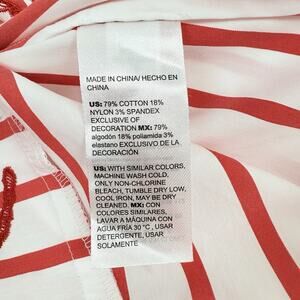 MADE IN CHINA/ HECHO EN
CHINA
US: 79% COTTON 18%
NYLON 3% SPANDEX
EXCLUSIVE OF
DECORATION MX: 79%
algodón 18% poliamida 3%
elastano EXCLUSIVO DE LA
DECORACIÓN
US: WITH SIMILAR COLORS,
MACHINE WASH COLD,
ONLY NON-CHLORINE
BLEACH, TUMBLE DRY LOW,
COOL IRON, MAY BE DRY
CLEANED. MX: CON
COLORES SIMILARES,
LAVAR A MÁQUINA CON
AGUA FRÍA 30 °C , USAR
DETERGENTE, USAR
SOLAMENTE